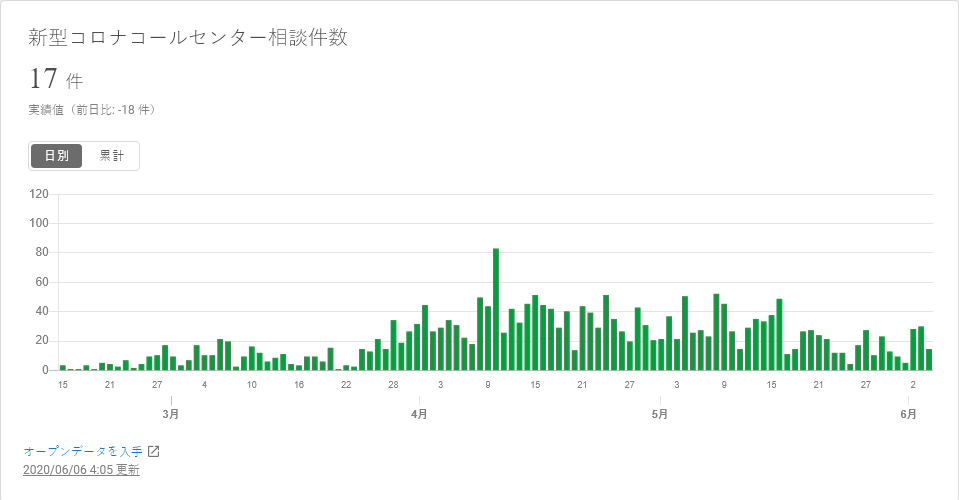 新型コロナコールセンター相談件数
17 件
実績値（前日比: -18 件）
日別 累計
120
100
80
60
40
20
0
15 21 27 4 10 16 22 28 3 9 15 21 27 3 9 15 21 27 2
3月 4月 5月 6月
オープンデータを入手
2020/06/06 4:05 更新